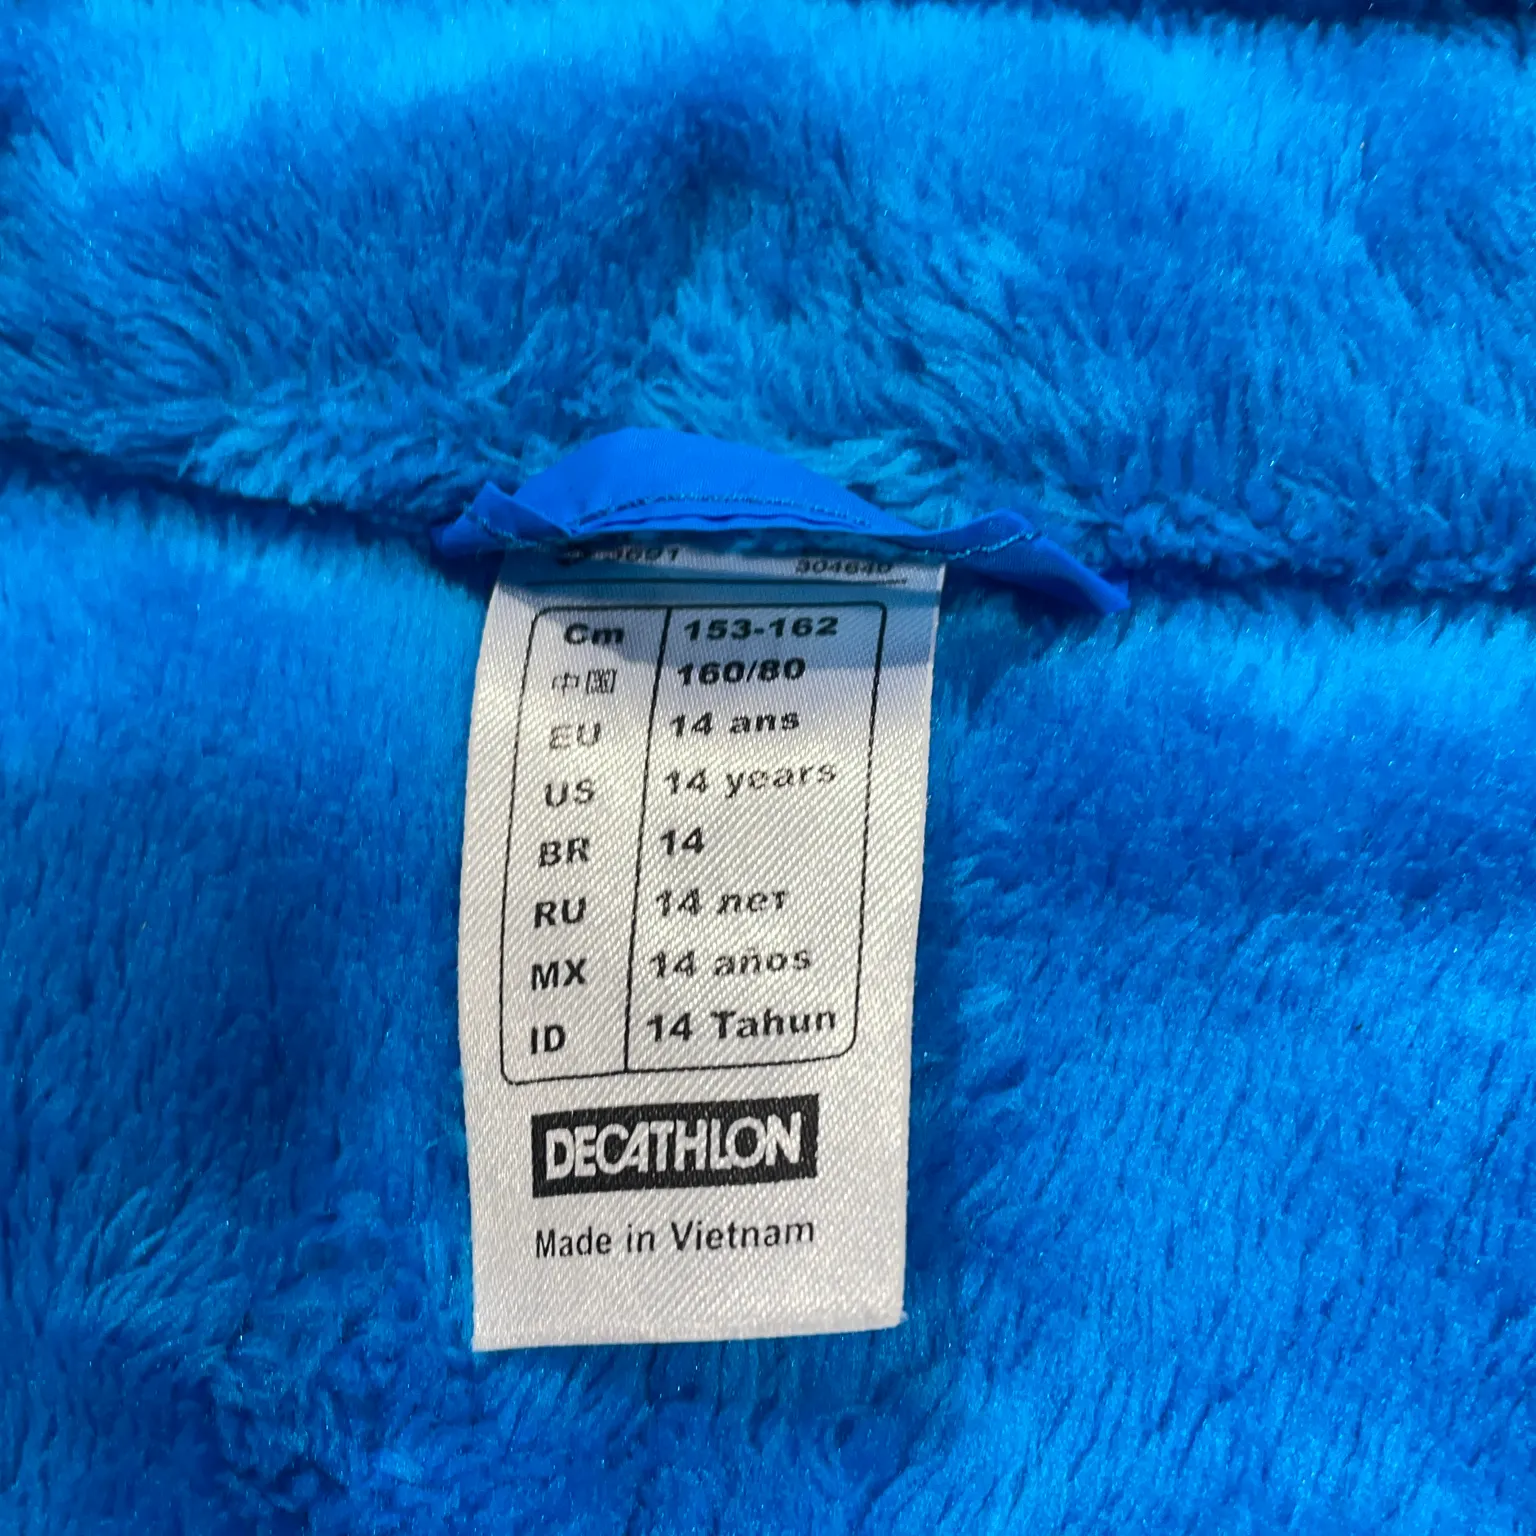 304640
Cm 153-162
中国 160/80
EU 14 ans
US 14 years
BR 14
RU 14 лет
MX 14 años
ID 14 Tahun
DECATHLON
Made in Vietnam